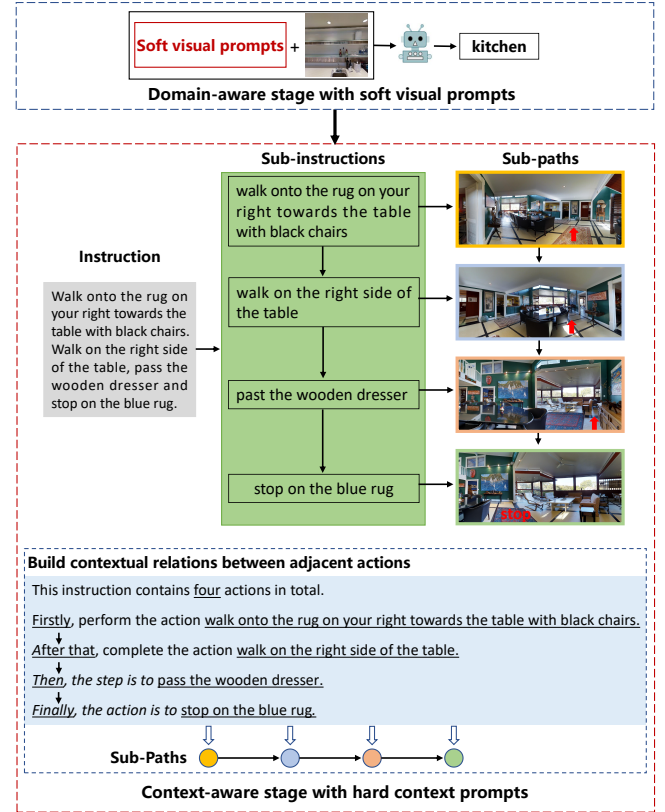 Soft visual prompts + kitchen
Domain-aware stage with soft visual prompts
Sub-instructions
Sub-paths
walk onto the rug on your
right towards the table
with black chairs
Instruction
Walk onto the rug on
your right towards the
table with black chairs.
Walk on the right side
of the table, pass the
wooden dresser and
stop on the blue rug.
walk on the right side of
the table
past the wooden dresser
stop on the blue rug
stop
Build contextual relations between adjacent actions
This instruction contains four actions in total.
Firstly, perform the action walk onto the rug on your right towards the table with black chairs.
After that, complete the action walk on the right side of the table.
Then, the step is to pass the wooden dresser.
Finally, the action is to stop on the blue rug.
Sub-Paths
Context-aware stage with hard context prompts